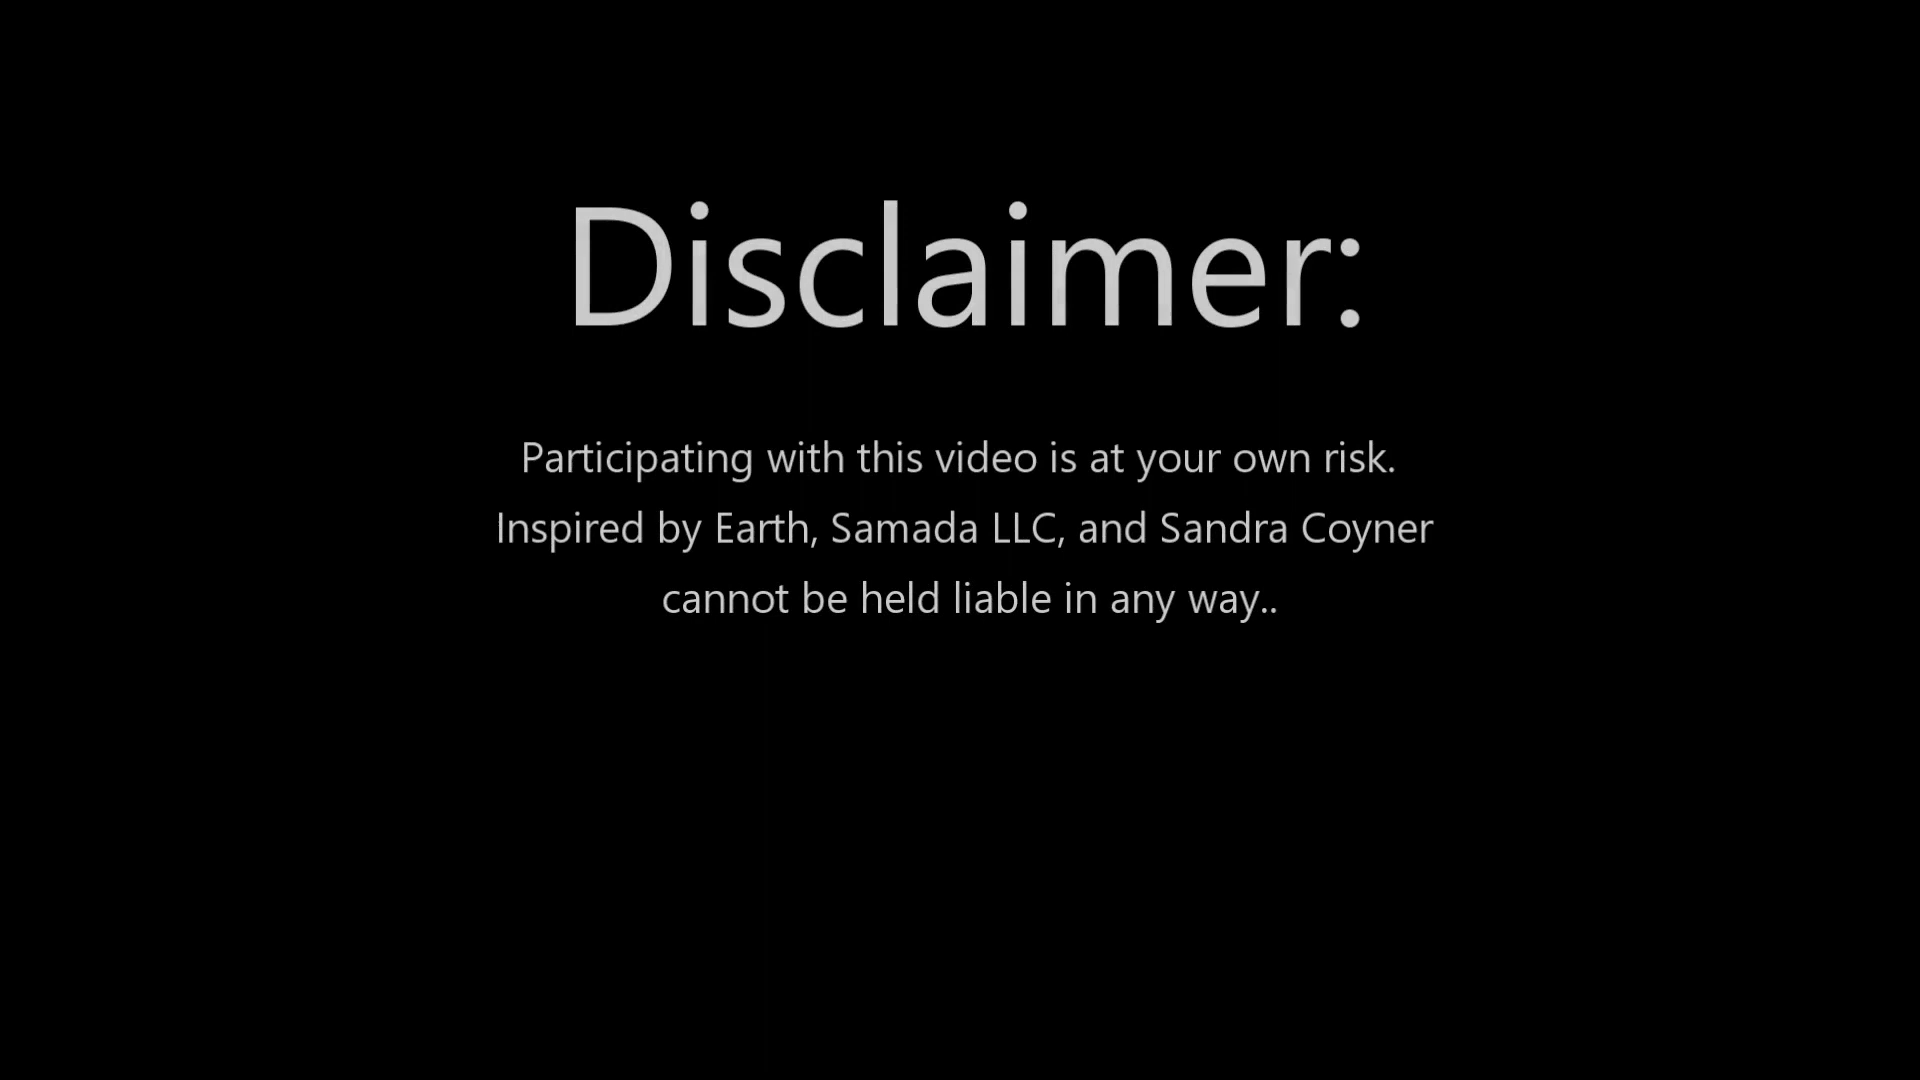 Disclaimer:
Participating with this video is at your own risk.
Inspired by Earth, Samada LLC, and Sandra Coyner
cannot be held liable in any way..